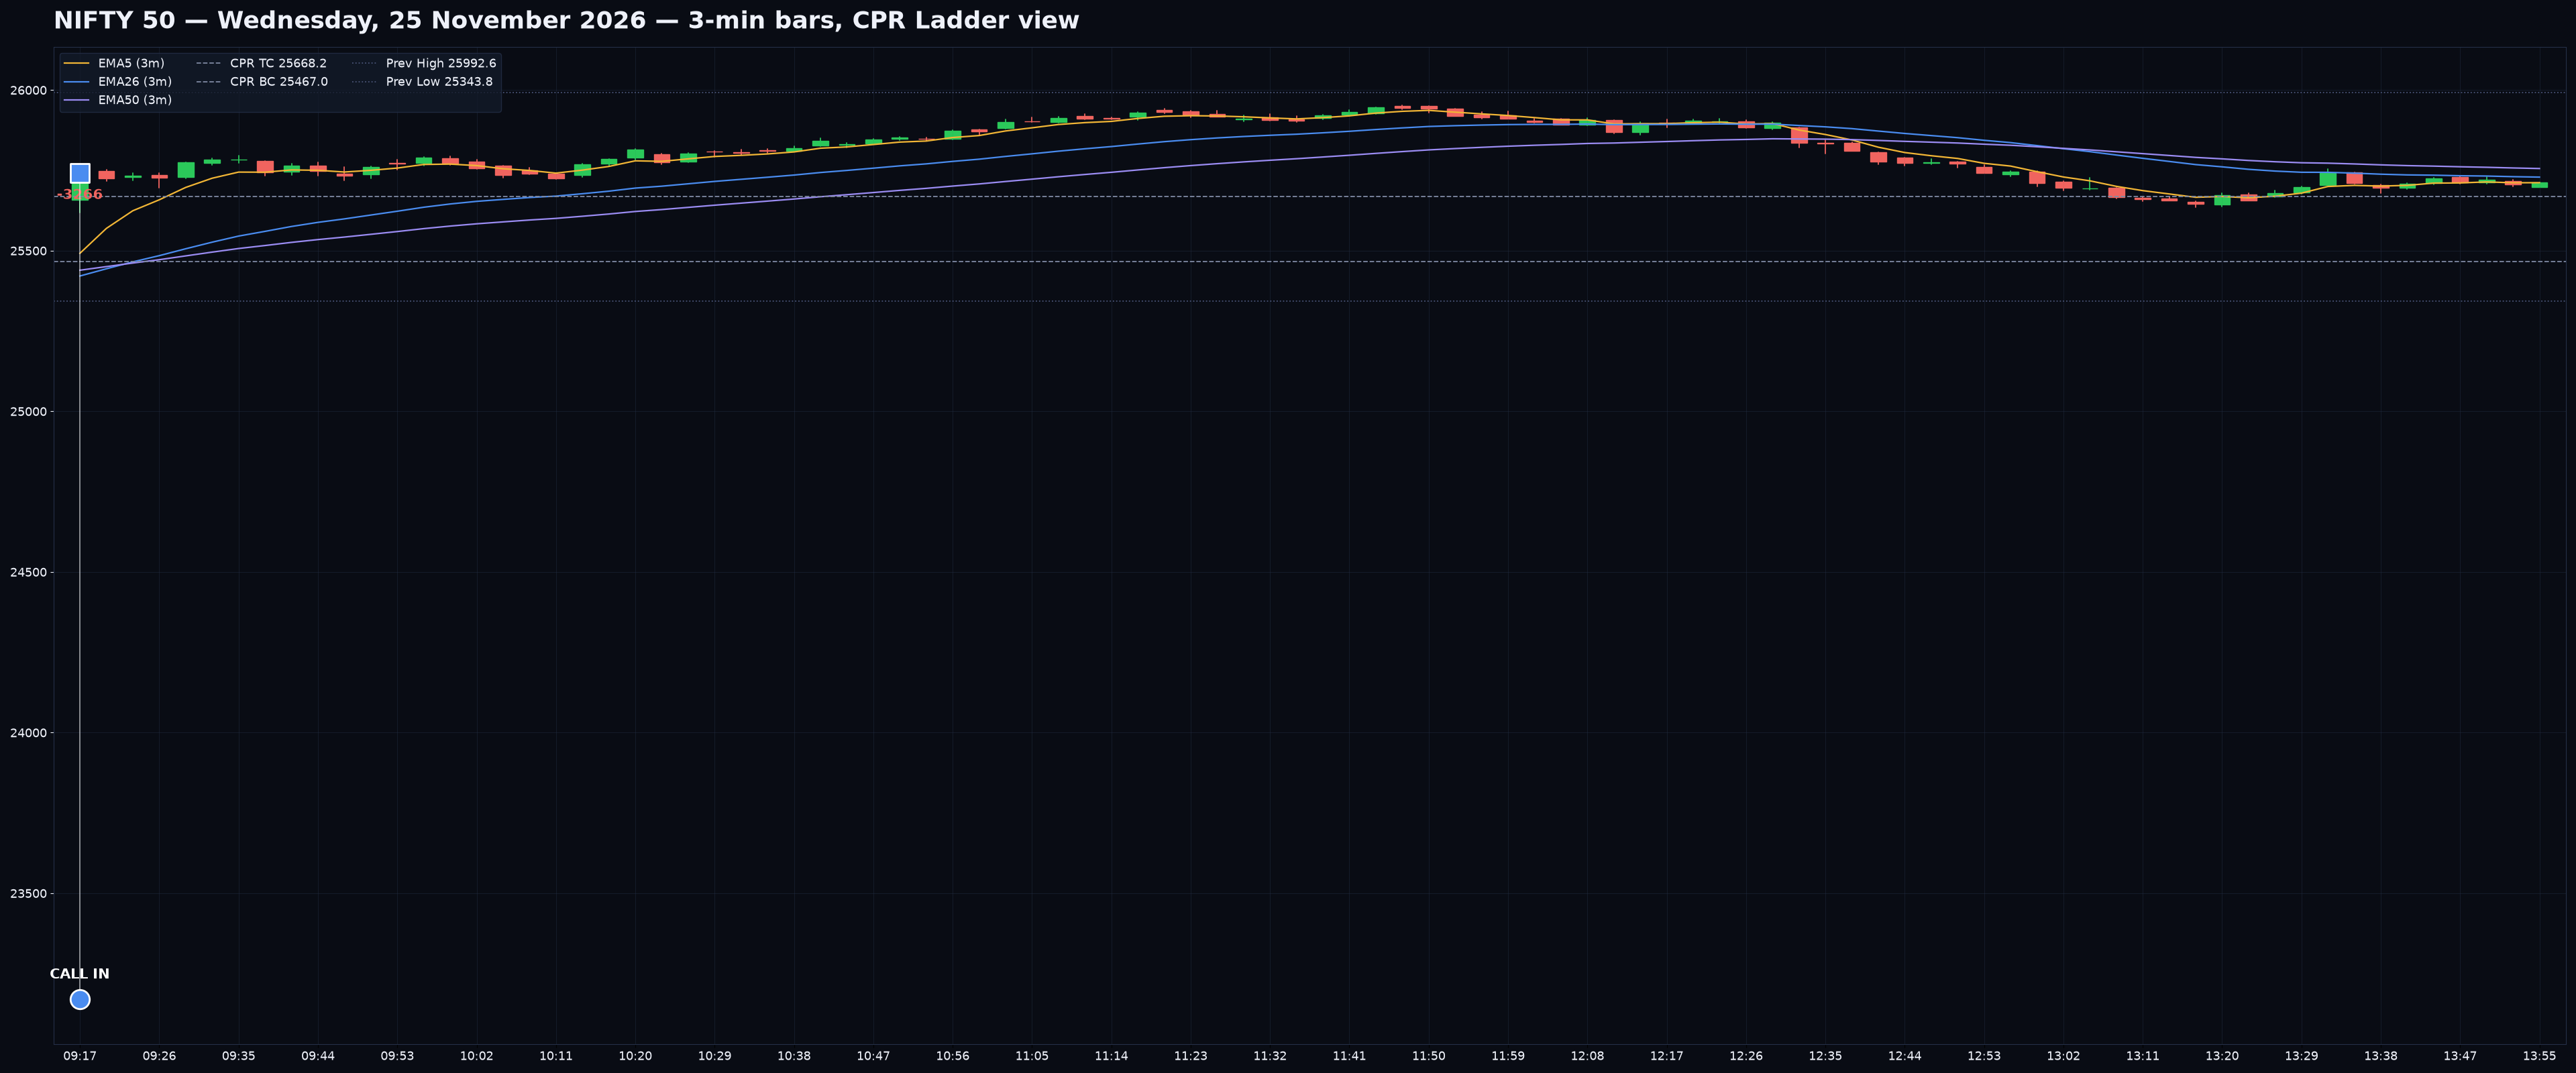 NIFTY 50 — Wednesday, 25 November 2026 — 3-min bars, CPR Ladder view
EMA5 (3m)
EMA26 (3m)
EMA50 (3m)
CPR TC 25668.2
CPR BC 25467.0
Prev High 25992.6
Prev Low 25343.8
26000
25500
25000
24500
24000
23500
CALL IN
09:17 09:26 09:35 09:44 09:53 10:02 10:11 10:20 10:29 10:38 10:47 10:56 11:05 11:14 11:23 11:32 11:41 11:50 11:59 12:08 12:17 12:26 12:35 12:44 12:53 13:02 13:11 13:20 13:29 13:38 13:47 13:55